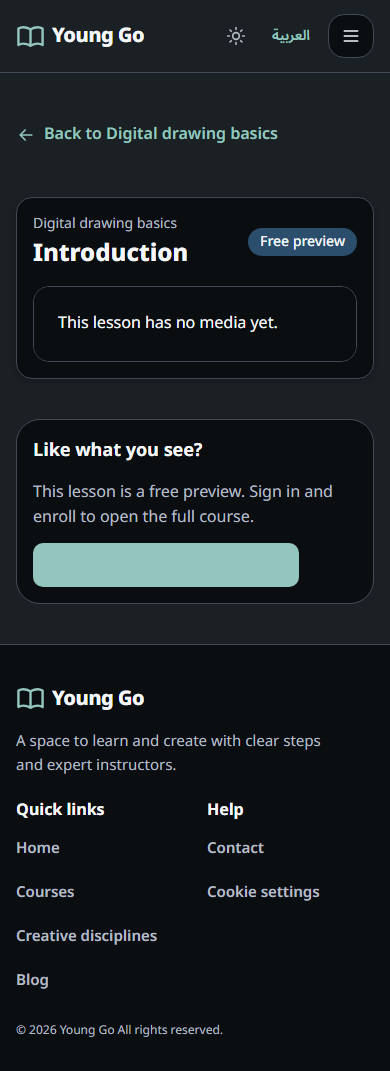 Young Go
العربية
Back to Digital drawing basics
Digital drawing basics
Introduction
Free preview
This lesson has no media yet.
Like what you see?
This lesson is a free preview. Sign in and
enroll to open the full course.
Young Go
A space to learn and create with clear steps
and expert instructors.
Quick links
Help
Home
Contact
Courses
Cookie settings
Creative disciplines
Blog
© 2026 Young Go All rights reserved.